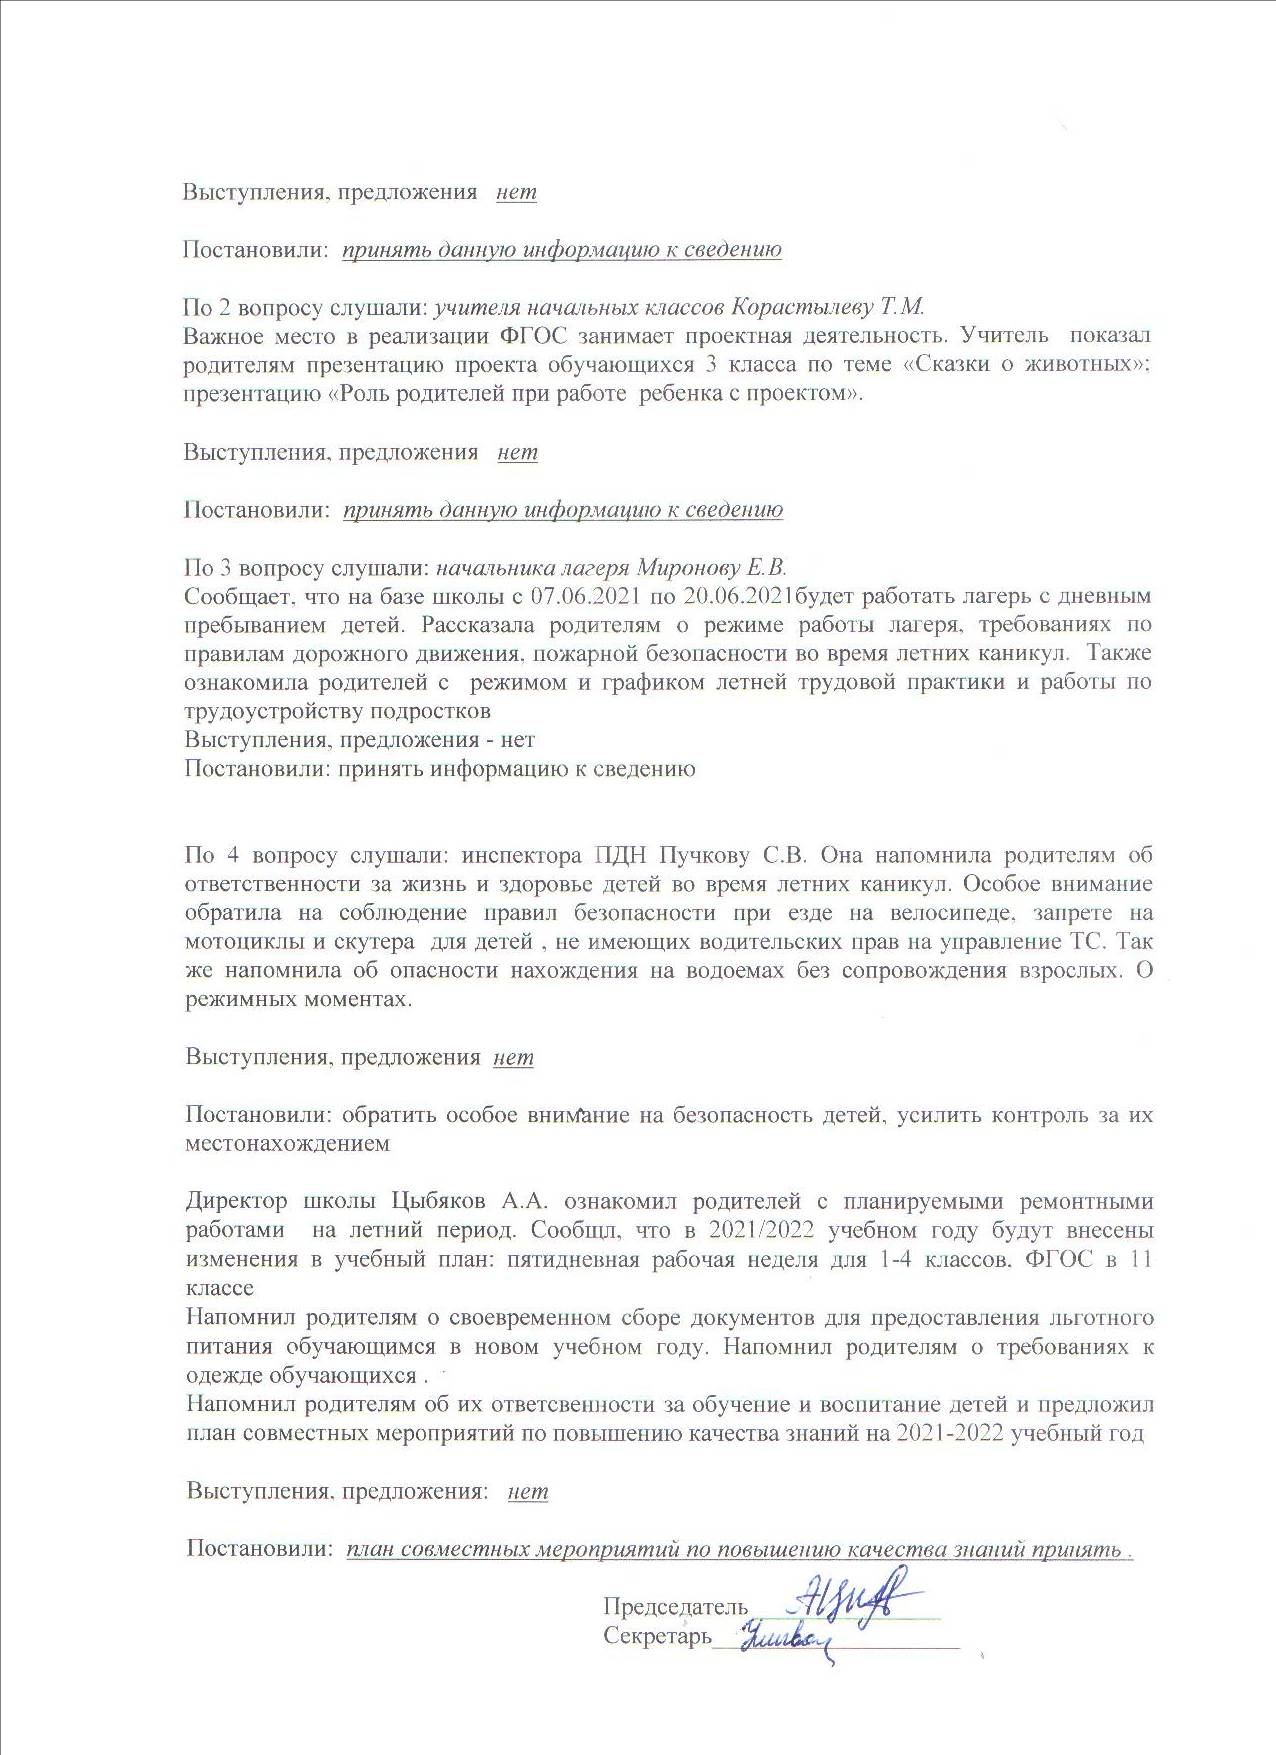 Выступления, предложения нет
Постановили: принять данную информацию к сведению
По 2 вопросу слушали: учителя начальных классов Корастылеву Т.М.
Важное место в реализации ФГОС занимает проектная деятельность. Учитель показал
родителям презентацию проекта обучающихся 3 класса по теме «Сказки о животных»;
презентацию «Роль родителей при работе ребенка с проектом».
Выступления, предложения нет
Постановили: принять данную информацию к сведению
По 3 вопросу слушали: начальника лагеря Миронову Е.В.
Сообщает, что на базе школы с 07.06.2021 по 20.06.2021будет работать лагерь с дневным
пребыванием детей. Рассказала родителям о режиме работы лагеря, требованиях по
правилам дорожного движения, пожарной безопасности во время летних каникул. Также
ознакомила родителей с режимом и графиком летней трудовой практики и работы по
трудоустройству подростков
Выступления, предложения - нет
Постановили: принять информацию к сведению
По 4 вопросу слушали: инспектора ПДН Пучкову С.В. Она напомнила родителям об
ответственности за жизнь и здоровье детей во время летних каникул. Особое внимание
обратила на соблюдение правил безопасности при езде на велосипеде, запрете на
мотоциклы и скутера для детей , не имеющих водительских прав на управление ТС. Так
же напомнила об опасности нахождения на водоемах без сопровождения взрослых. О
режимных моментах.
Выступления, предложения нет
Постановили: обратить особое внимание на безопасность детей, усилить контроль за их
местонахождением
Директор школы Цыбяков А.А. ознакомил родителей с планируемыми ремонтными
работами на летний период. Сообщл, что в 2021/2022 учебном году будут внесены
изменения в учебный план: пятидневная рабочая неделя для 1-4 классов. ФГОС в 11
классе
Напомнил родителям о своевременном сборе документов для предоставления льготного
питания обучающимся в новом учебном году. Напомнил родителям о требованиях к
одежде обучающихся .
Напомнил родителям об их ответсвенности за обучение и воспитание детей и предложил
план совместных мероприятий по повышению качества знаний на 2021-2022 учебный год
Выступления, предложения: нет
Постановили: план совместных мероприятий по повышению качества знаний принять .
Председатель
Секретарь